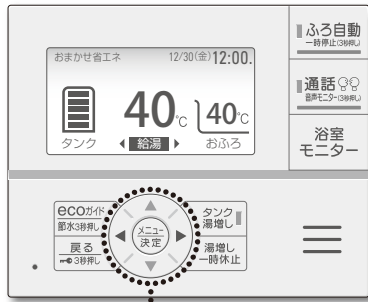 おまかせ省エネ 12/30(金)12:00.
40℃ 40℃
タンク 給湯 おふろ
ふろ自動
一時停止(3秒押し)
通話
音声モニター(3秒押し)
浴室
モニター
ecoガイド
節水3秒押し
戻る
3秒押し
メニュー
決定
タンク
湯増し
湯増し
一時休止